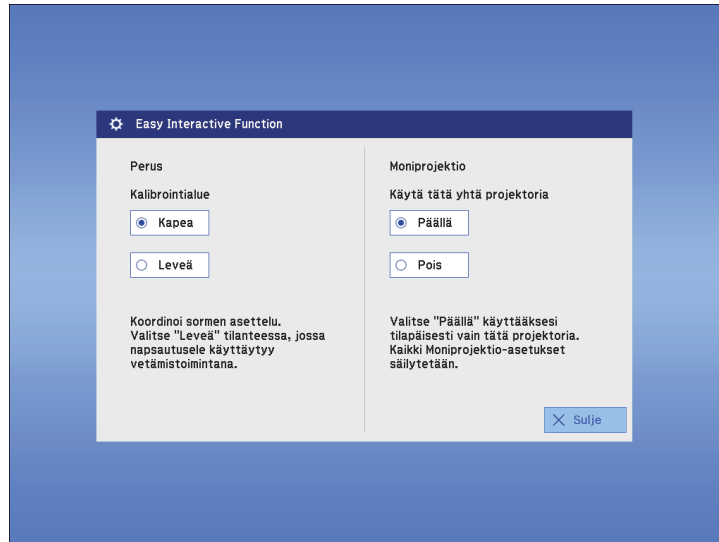 Easy Interactive Function
Perus
Kalibrointialue
Kapea
Leveä
Koordinoi sormen asettelu.
Valitse "Leveä" tilanteessa, jossa
napsautusele käyttäytyy
vetämistoimintana.
Moniprojektio
Käytä tätä yhtä projektoria
Päällä
Pois
Valitse "Päällä" käyttääksesi
tilapäisesti vain tätä projektoria.
Kaikki Moniprojektio-asetukset
säilytetään.
Sulje